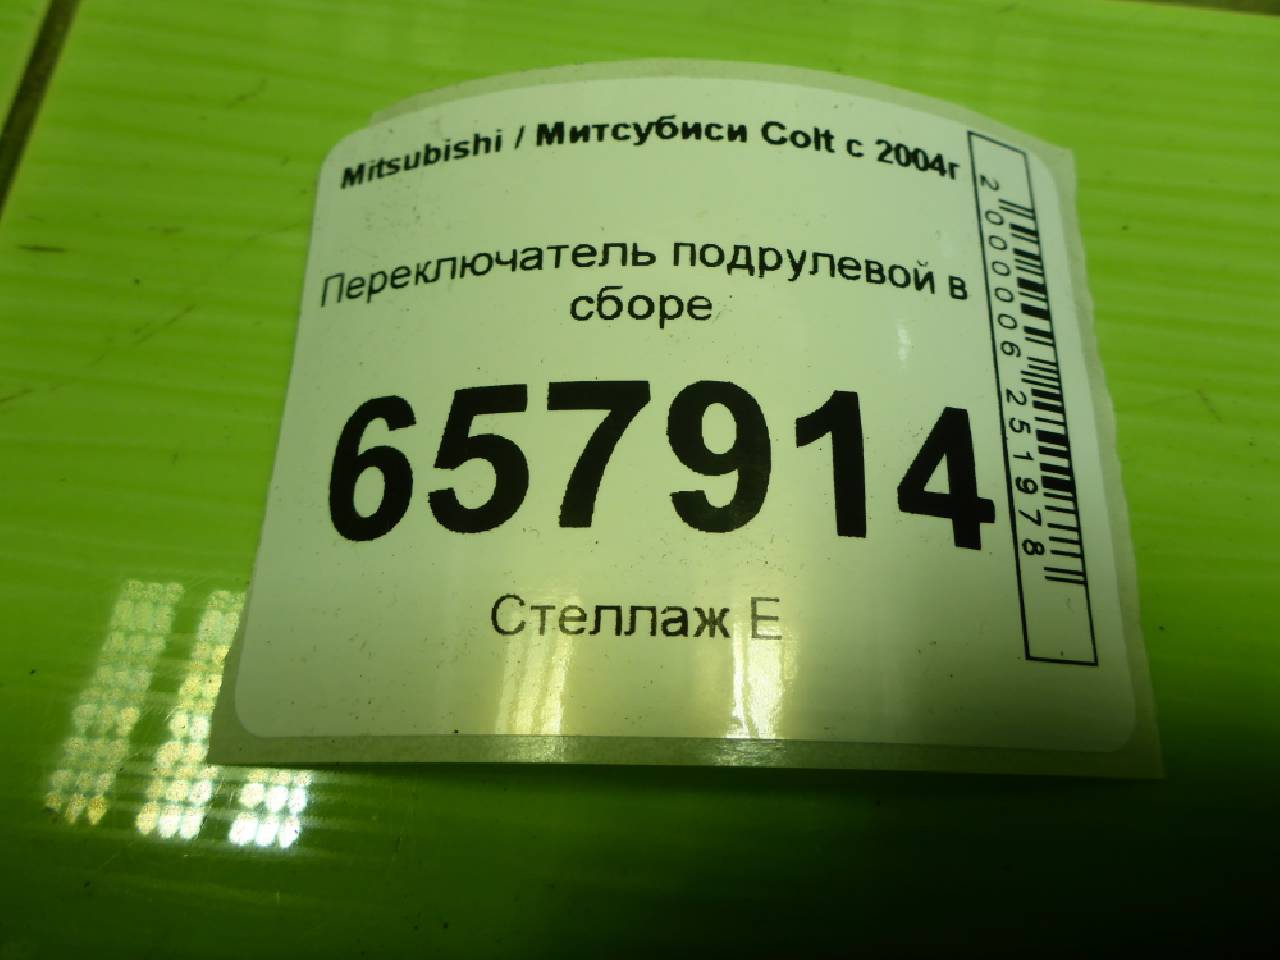 Mitsubishi / Митсубиси Colt с 2004г
Переключатель подрулевой в
сборе
657914
Стеллаж Е
2000006251978